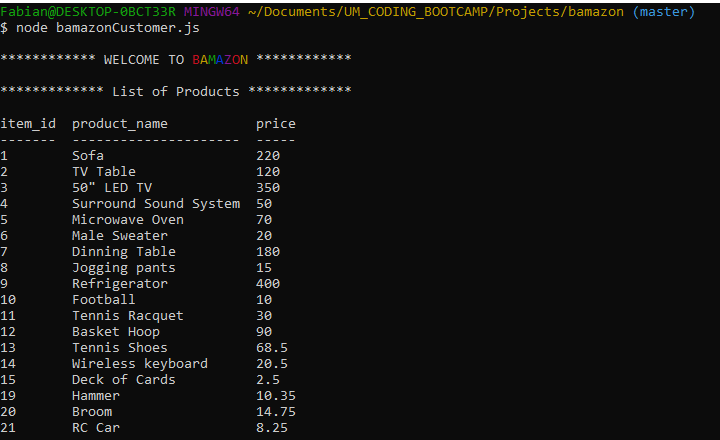 Fabian@DESKTOP-0BCT33R MINGW64 ~/Documents/UM_CODING_BOOTCAMP/Projects/bamazon (master)
$ node bamazonCustomer.js
************ WELCOME TO BAMAZON ************
************* List of Products *************
item_id  product_name           price
-------  ---------------------  -----
1        Sofa                   220
2        TV Table               120
3        50" LED TV             350
4        Surround Sound System  50
5        Microwave Oven         70
6        Male Sweater           20
7        Dinning Table          180
8        Jogging pants          15
9        Refrigerator           400
10       Football               10
11       Tennis Racquet         30
12       Basket Hoop            90
13       Tennis Shoes           68.5
14       Wireless keyboard      20.5
15       Deck of Cards          2.5
19       Hammer                 10.35
20       Broom                  14.75
21       RC Car                 8.25